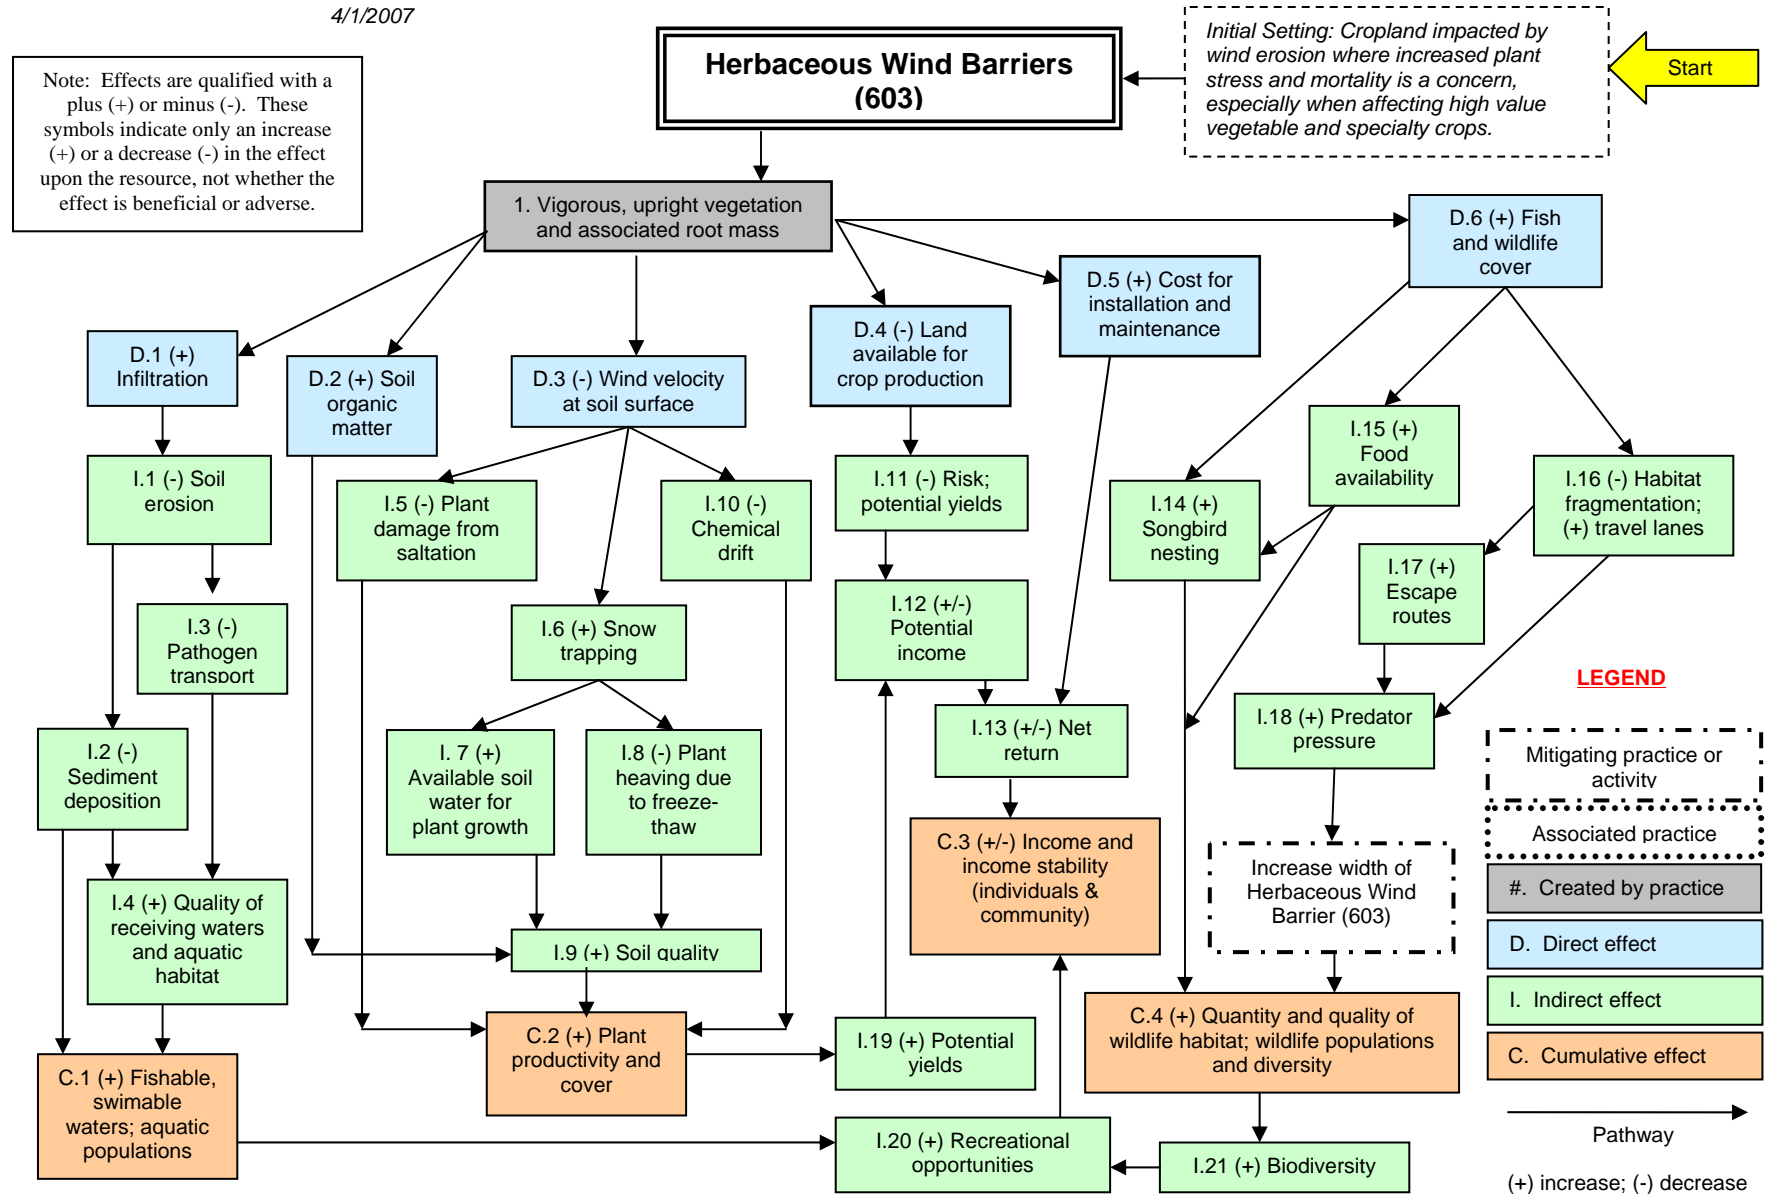 4/1/2007
Note: Effects are qualified with a
plus (+) or minus (-). These
symbols indicate only an increase
(+) or a decrease (-) in the effect
upon the resource, not whether the
effect is beneficial or adverse.
Herbaceous Wind Barriers
(603)
Initial Setting: Cropland impacted by
wind erosion where increased plant
stress and mortality is a concern,
especially when affecting high value
vegetable and specialty crops.
Start
1. Vigorous, upright vegetation
and associated root mass
D.1 (+)
Infiltration
D.2 (+) Soil
organic
matter
D.3 (-) Wind velocity
at soil surface
D.4 (-) Land
available for
crop production
D.5 (+) Cost for
installation and
maintenance
D.6 (+) Fish
and wildlife
cover
I.1 (-) Soil
erosion
I.5 (-) Plant
damage from
saltation
I.10 (-)
Chemical
drift
I.11 (-) Risk;
potential yields
I.14 (+)
Songbird
nesting
I.15 (+)
Food
availability
I.16 (-) Habitat
fragmentation;
(+) travel lanes
I.3 (-)
Pathogen
transport
I.6 (+) Snow
trapping
I.12 (+/-)
Potential
income
I.17 (+)
Escape
routes
I.2 (-)
Sediment
deposition
I. 7 (+)
Available soil
water for
plant growth
I.8 (-) Plant
heaving due
to freeze-
thaw
I.13 (+/-) Net
return
I.18 (+) Predator
pressure
I.4 (+) Quality of
receiving waters
and aquatic
habitat
I.9 (+) Soil quality
C.3 (+/-) Income and
income stability
(individuals &
community)
Increase width of
Herbaceous Wind
Barrier (603)
C.1 (+) Fishable,
swimable
waters; aquatic
populations
C.2 (+) Plant
productivity and
cover
I.19 (+) Potential
yields
C.4 (+) Quantity and quality of
wildlife habitat; wildlife populations
and diversity
I.20 (+) Recreational
opportunities
I.21 (+) Biodiversity
LEGEND
Mitigating practice or
activity
Associated practice
#. Created by practice
D. Direct effect
I. Indirect effect
C. Cumulative effect
Pathway
(+) increase; (-) decrease